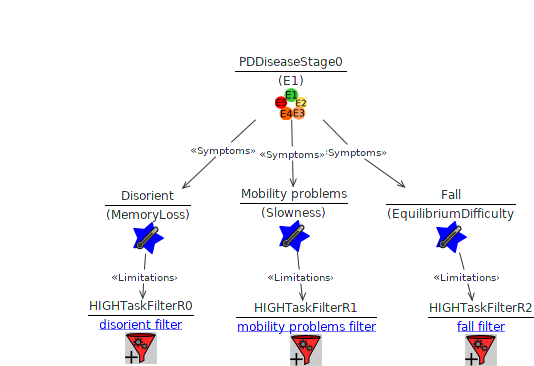 PDDiseaseStage0
(E1)
E1
E5 E2
E4 E3
«Symptoms» «Symptoms» :Symptoms»
Disorient Mobility problems Fall
(MemoryLoss) (Slowness) (EquilibriumDifficulty
«Limitations› «Limitations› «Limitations›
HIGHTaskFilterR0 HIGHTaskFilterR1 HIGHTaskFilterR2
disorient filter mobility problems filter fall filter